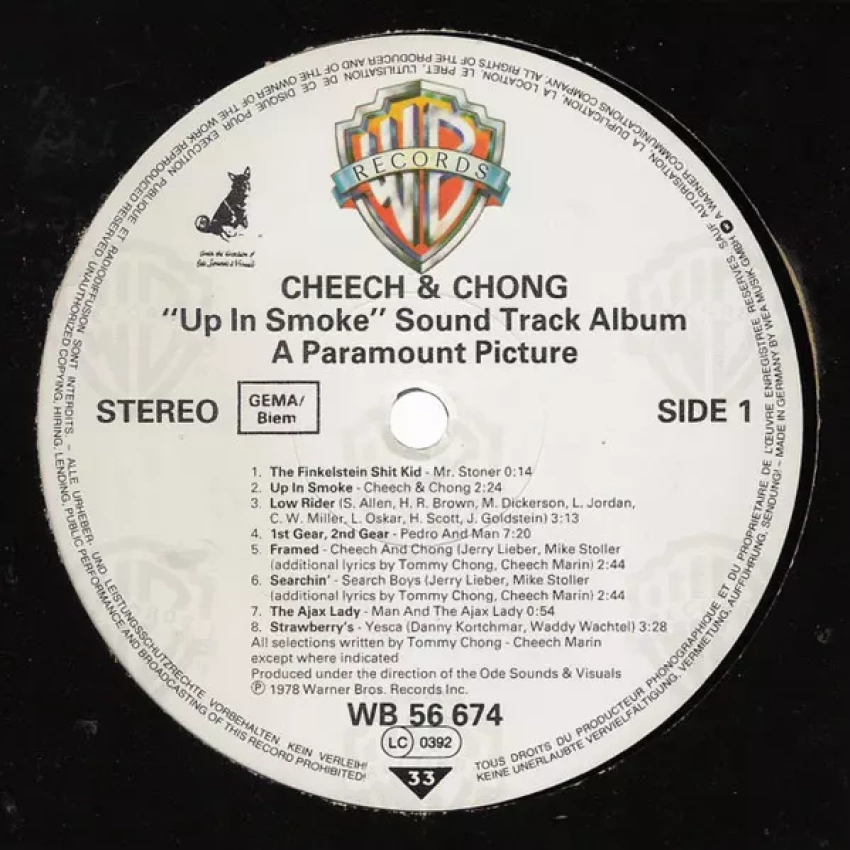 WB
RECORDS
Under the direction of
Ode Sounds & Visuals
CHEECH & CHONG
"Up In Smoke" Sound Track Album
A Paramount Picture
STEREO
GEMA/
Biem
SIDE 1
1. The Finkelstein Shit Kid - Mr. Stoner 0:14
2. Up In Smoke - Cheech & Chong 2:24
3. Low Rider (S. Allen, H. R. Brown, M. Dickerson, L. Jordan,
C. W. Miller, L. Oskar, H. Scott, J. Goldstein) 3:13
4. 1st Gear, 2nd Gear - Pedro And Man 7:20
5. Framed - Cheech And Chong (Jerry Lieber, Mike Stoller
(additional lyrics by Tommy Chong, Cheech Marin) 2:44
6. Searchin' - Search Boys (Jerry Lieber, Mike Stoller
(additional lyrics by Tommy Chong, Cheech Marin) 2:44
7. The Ajax Lady - Man And The Ajax Lady 0:54
8. Strawberry's - Yesca (Danny Kortchmar, Waddy Wachtel) 3:28
All selections written by Tommy Chong - Cheech Marin
except where indicated
Produced under the direction of the Ode Sounds & Visuals
℗ 1978 Warner Bros. Records Inc.
WB 56 674
LC 0392
33
TOUS DROITS DU PRODUCTEUR PHONOGRAPHIQUE ET DU PROPRIETAIRE DE L'ŒUVRE ENREGISTREE RESERVES SAUF AUTORISATION, LA DUPLICATION, LA LOCATION, LE PRET, L'UTILISATION DE CE DISQUE POUR EXECUTION PUBLIQUE ET RADIODIFFUSION SONT INTERDITS - ALLE URHEBER- UND LEISTUNGSSCHUTZRECHTE VORBEHALTEN KEIN VERLEIH!
KEINE UNERLAUBTE VERVIELFÄLTIGUNG, VERMIETUNG, AUFFÜHRUNG, SENDUNG! - MADE IN GERMANY BY WEA MUSIK GMBH A WARNER COMMUNICATIONS COMPANY. ALL RIGHTS OF THE PRODUCER AND OF THE OWNER OF THE WORK REPRODUCED RESERVED UNAUTHORIZED COPYING, HIRING, LENDING, PUBLIC PERFORMANCE AND BROADCASTING OF THIS RECORD PROHIBITED!